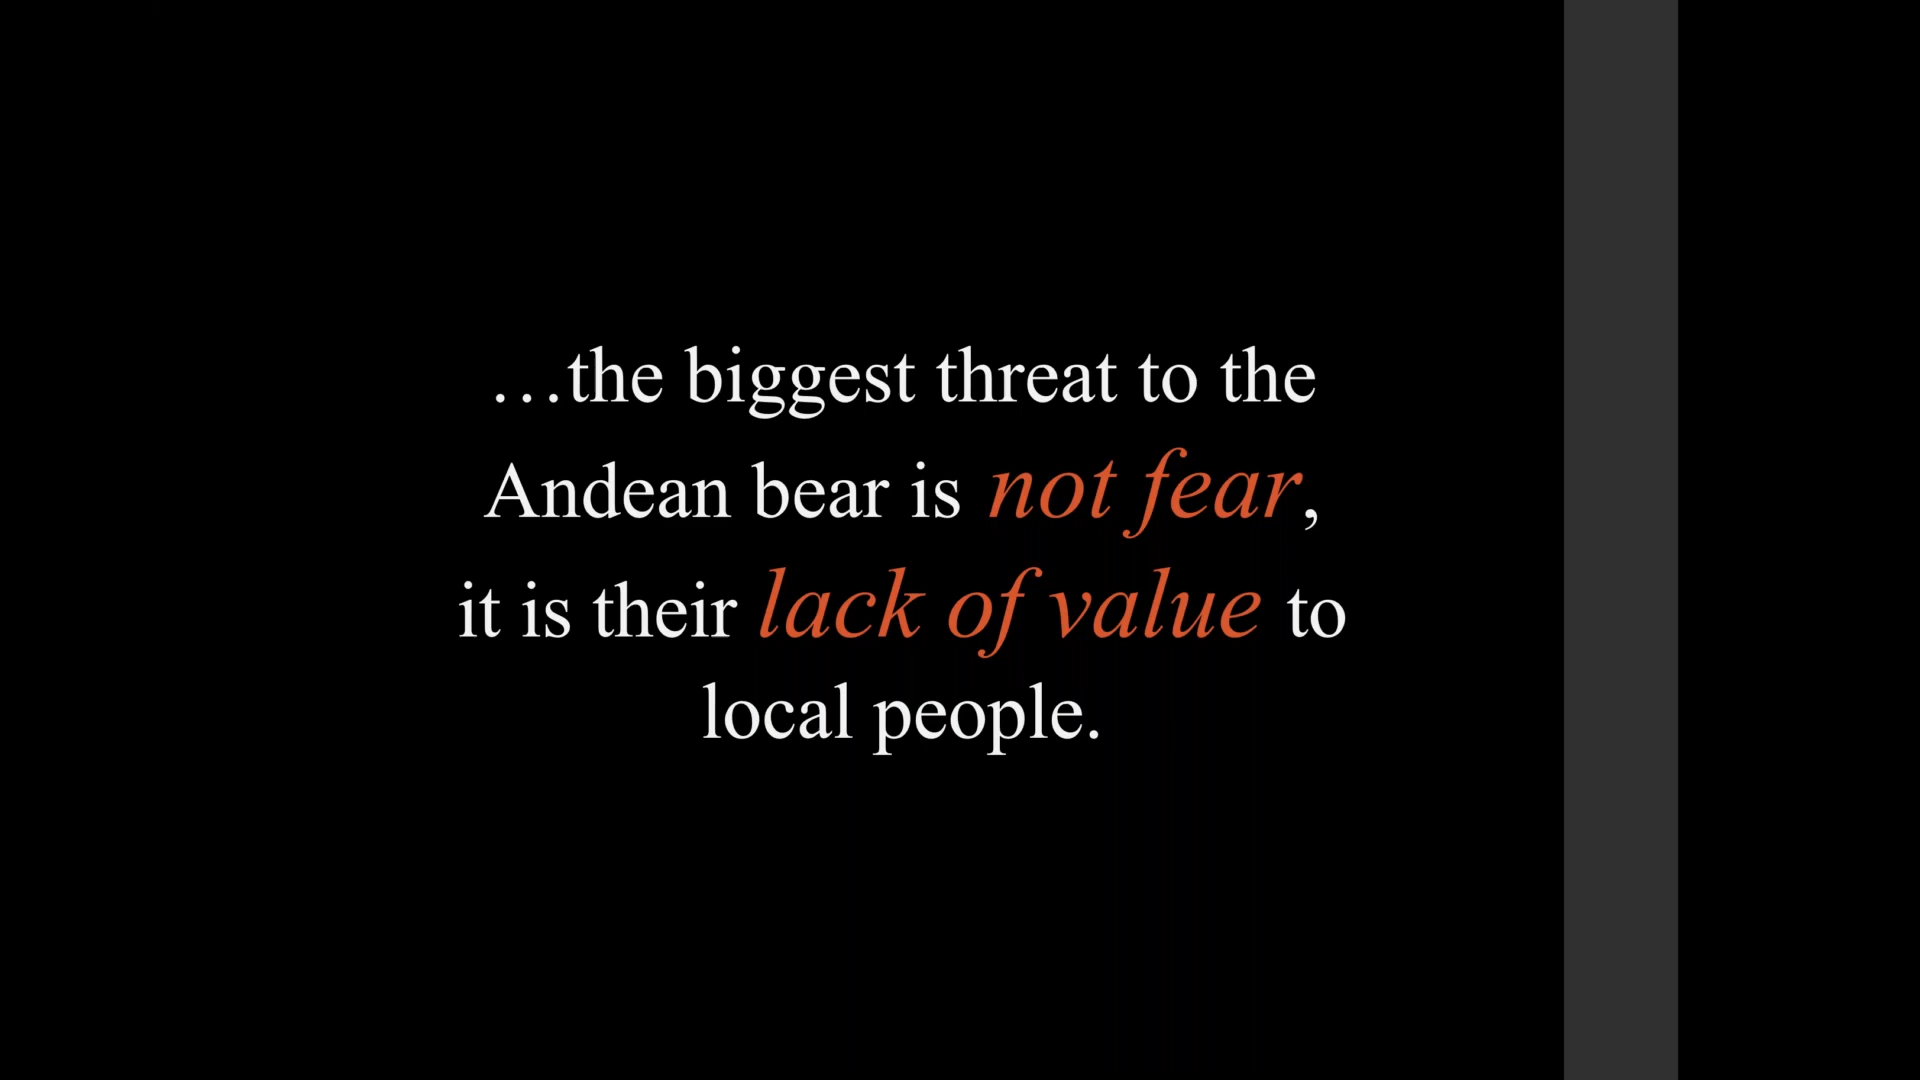 …the biggest threat to the
Andean bear is not fear,
it is their lack of value to
local people.